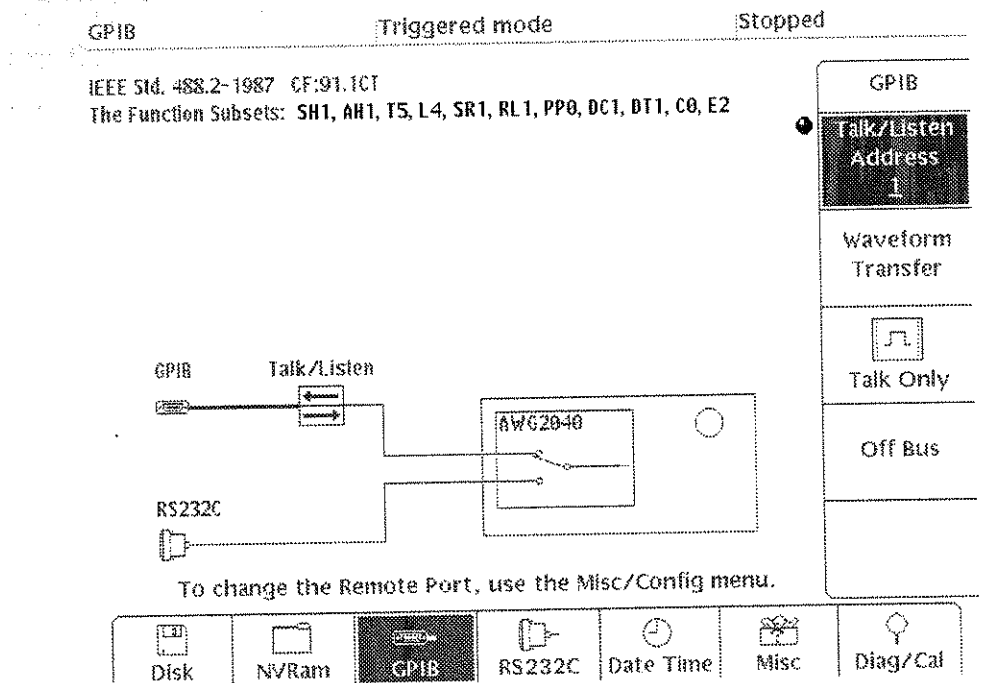 GPIB Triggered mode Stopped
IEEE Std. 488.2-1987 CF:91.1CT
The Function Subsets: SH1, AH1, T5, L4, SR1, RL1, PP0, DC1, DT1, C0, E2
GPIB
Talk/Listen
Address
1
Waveform
Transfer
Talk Only
Off Bus
GPIB Talk/Listen
AWG2040
RS232C
To change the Remote Port, use the Misc/Config menu.
Disk NVRam GPIB RS232C Date Time Misc Diag/Cal